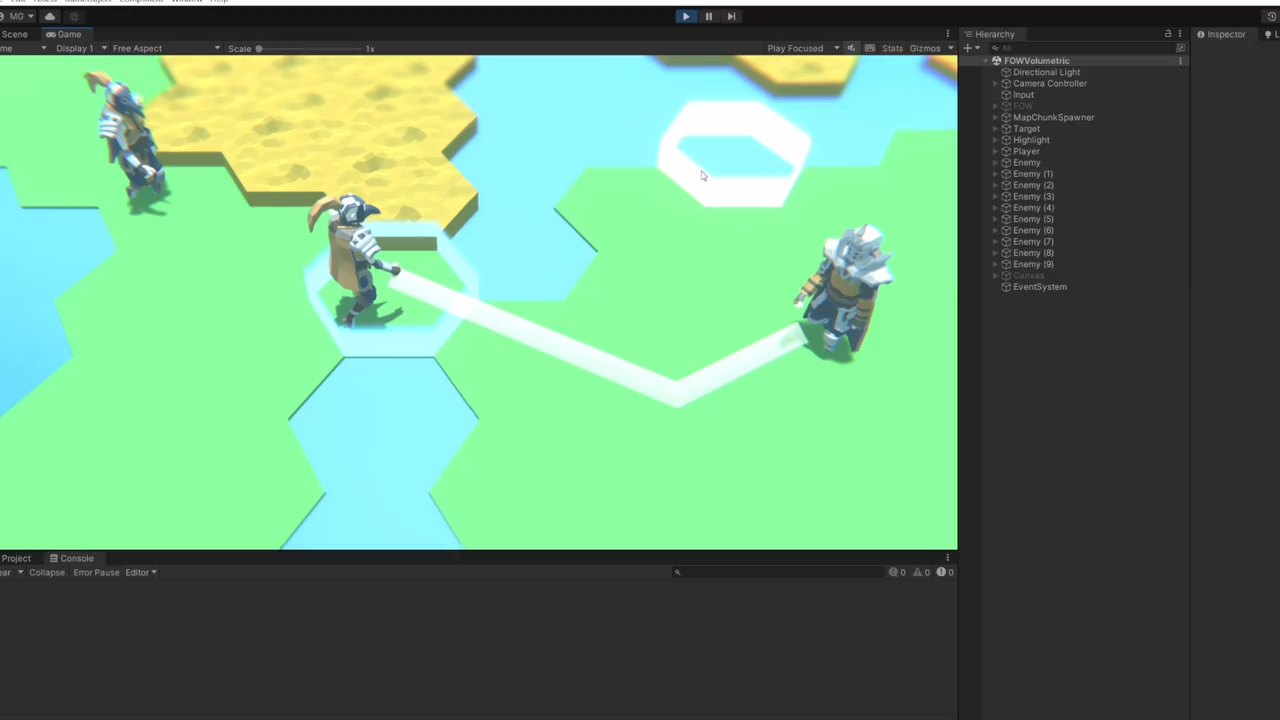 MG
Scene Game
Display 1 Free Aspect Scale 1x Play Focused Stats Gizmos
Hierarchy
All
FOWVolumetric
Directional Light
Camera Controller
Input
FOW
MapChunkSpawner
Target
Highlight
Player
Enemy
Enemy (1)
Enemy (2)
Enemy (3)
Enemy (4)
Enemy (5)
Enemy (6)
Enemy (7)
Enemy (8)
Enemy (9)
Canvas
EventSystem
Inspector
Project Console
Collapse Error Pause Editor 0 0 0